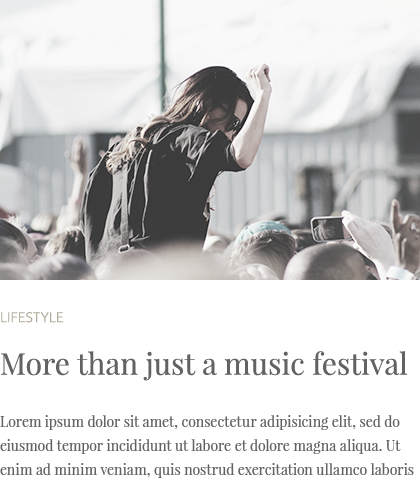 LIFESTYLE
More than just a music festival
Lorem ipsum dolor sit amet, consectetur adipisicing elit, sed do
eiusmod tempor incididunt ut labore et dolore magna aliqua. Ut
enim ad minim veniam, quis nostrud exercitation ullamco laboris